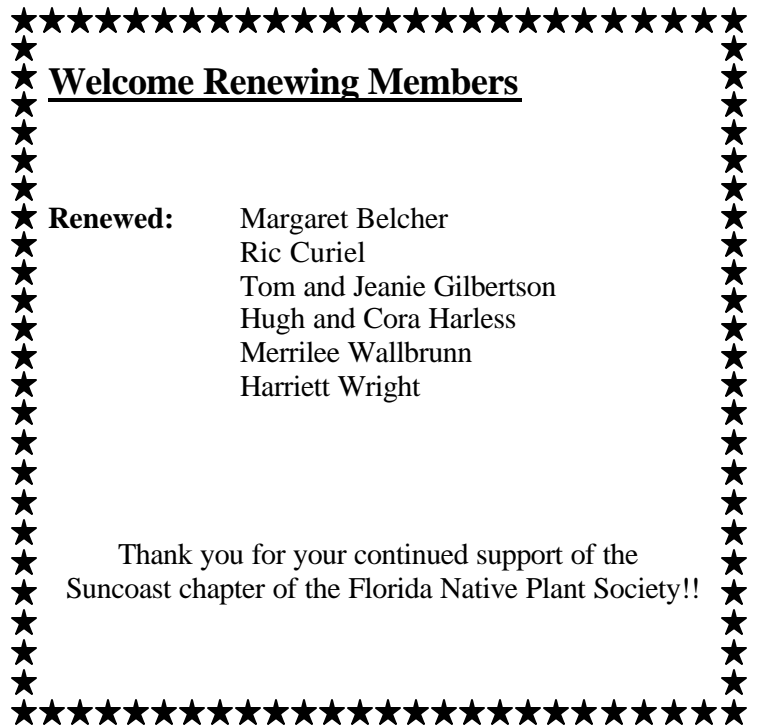 Welcome Renewing Members
Renewed: Margaret Belcher
Ric Curiel
Tom and Jeanie Gilbertson
Hugh and Cora Harless
Merrilee Wallbrunn
Harriett Wright
Thank you for your continued support of the
Suncoast chapter of the Florida Native Plant Society!!